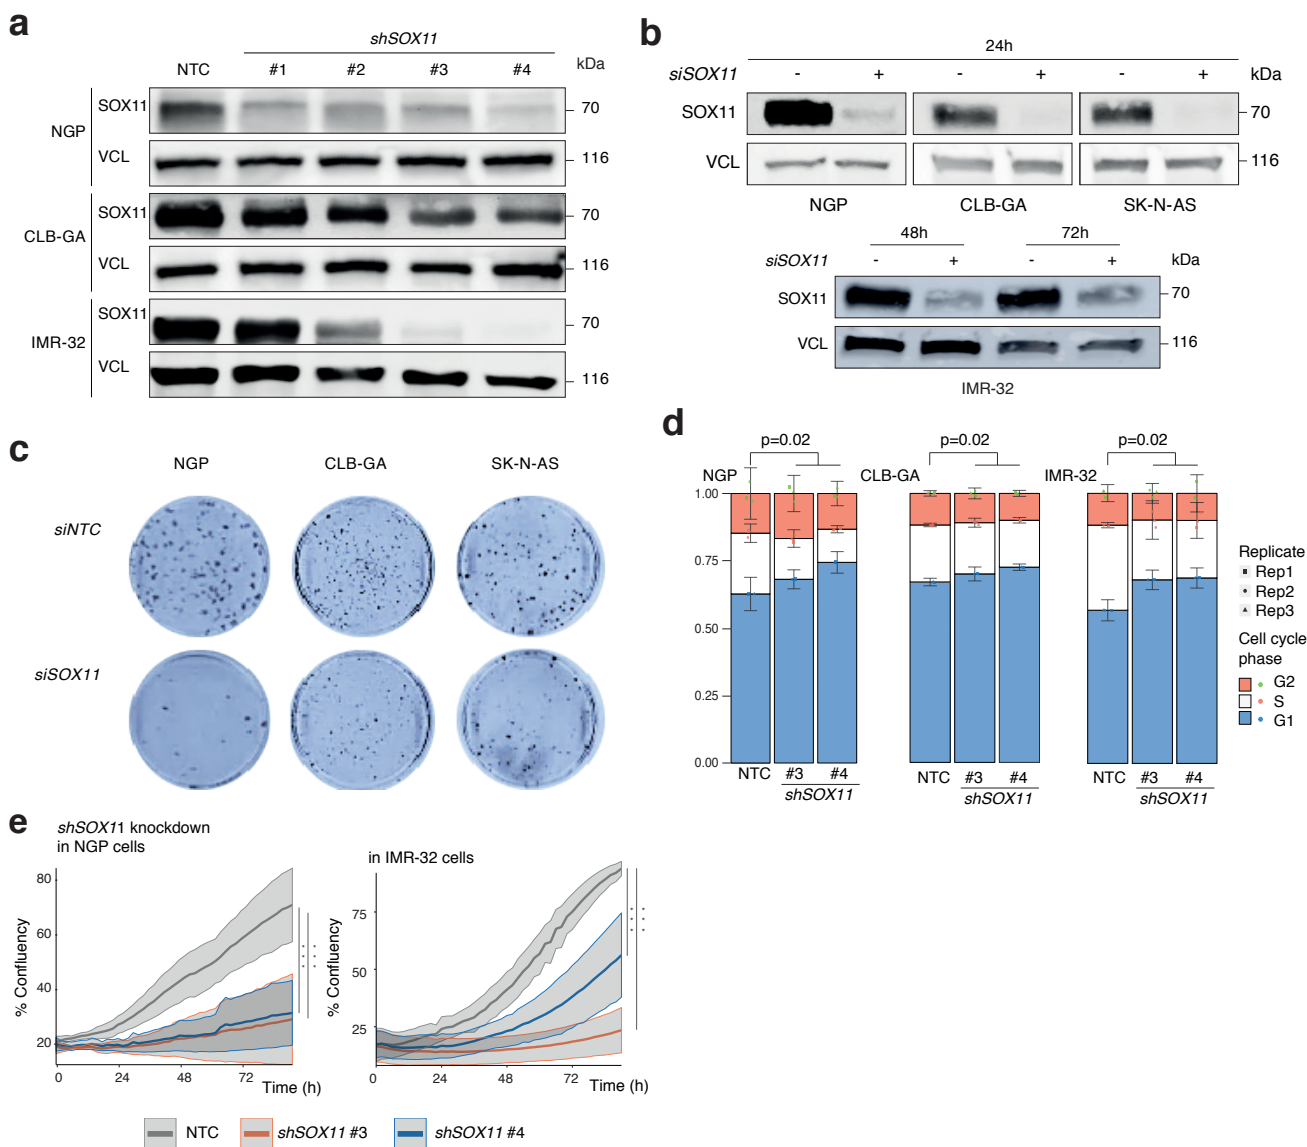 a
shSOX11
NTC #1 #2 #3 #4 kDa
NGP
SOX11 70
VCL 116
CLB-GA
SOX11 70
VCL 116
IMR-32
SOX11 70
VCL 116
b
24h
siSOX11 - + - + - + kDa
SOX11 70
VCL 116
NGP CLB-GA SK-N-AS
48h 72h
siSOX11 - + - + kDa
SOX11 70
VCL 116
IMR-32
c
NGP CLB-GA SK-N-AS
siNTC
siSOX11
d
p=0.02 p=0.02 p=0.02
NGP CLB-GA IMR-32
1.00
0.75
0.50
0.25
0.00
NTC #3 #4 NTC #3 #4 NTC #3 #4
shSOX11 shSOX11 shSOX11
Replicate
Rep1
Rep2
Rep3
Cell cycle
phase
G2
S
G1
e
shSOX11 knockdown
in NGP cells
% Confluency
80
60
40
20
0 24 48 72
Time (h)
in IMR-32 cells
% Confluency
75
50
25
0 24 48 72
Time (h)
NTC shSOX11 #3 shSOX11 #4